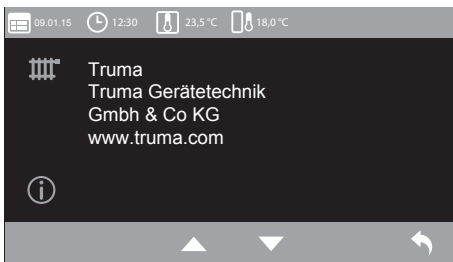 09.01.15 12:30 23,5 °C 18,0 °C
Truma
Truma Gerätetechnik
Gmbh & Co KG
www.truma.com